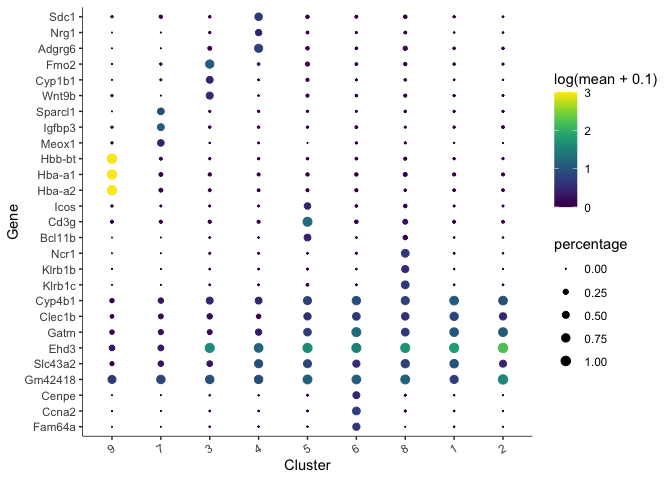 Sdc1
Nrg1
Adgrg6
Fmo2
Cyp1b1
Wnt9b
Sparcl1
Igfbp3
Meox1
Hbb-bt
Hba-a1
Hba-a2
Icos
Cd3g
Bcl11b
Ncr1
Klrb1b
Klrb1c
Cyp4b1
Clec1b
Gatm
Ehd3
Slc43a2
Gm42418
Cenpe
Ccna2
Fam64a
Gene
9 7 3 4 5 6 8 1 2
Cluster
log(mean + 0.1)
3
2
1
0
percentage
0.00
0.25
0.50
0.75
1.00